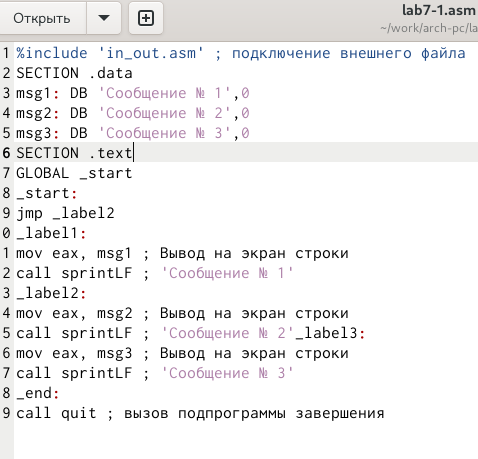 Открыть
lab7-1.asm
~/work/arch-pc/la
1 %include 'in_out.asm' ; подключение внешнего файла
2 SECTION .data
3 msg1: DB 'Сообщение № 1',0
4 msg2: DB 'Сообщение № 2',0
5 msg3: DB 'Сообщение № 3',0
6 SECTION .text
7 GLOBAL _start
8 _start:
9 jmp _label2
0 _label1:
1 mov eax, msg1 ; Вывод на экран строки
2 call sprintLF ; 'Сообщение № 1'
3 _label2:
4 mov eax, msg2 ; Вывод на экран строки
5 call sprintLF ; 'Сообщение № 2'_label3:
6 mov eax, msg3 ; Вывод на экран строки
7 call sprintLF ; 'Сообщение № 3'
8 _end:
9 call quit ; вызов подпрограммы завершения